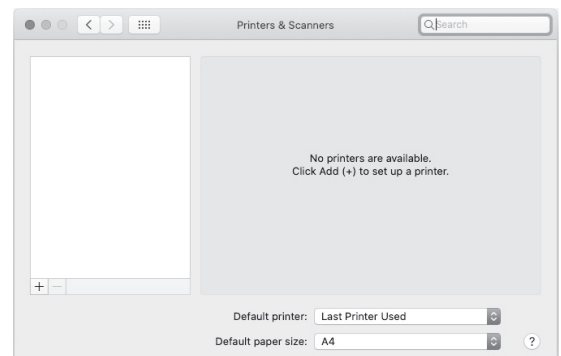 Printers & Scanners
Search
No printers are available.
Click Add (+) to set up a printer.
+ −
Default printer: Last Printer Used
Default paper size: A4
?